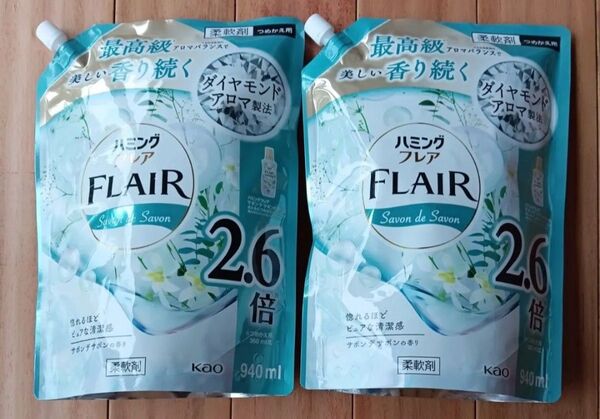 柔軟剤 つめかえ用
最高級 アロマバランスで
美しい香り続く
ダイヤモンド
アロマ製法
ハミング
フレア
FLAIR
Savon de Savon
2.6
倍
惚れるほど
ピュアな清潔感
サボンデサボンの香り
柔軟剤
Kao
940ml
柔軟剤 つめかえ用
最高級 アロマバランスで
美しい香り続く
ダイヤモンド
アロマ製法
ハミング
フレア
FLAIR
Savon de Savon
2.6
倍
惚れるほど
ピュアな清潔感
サボンデサボンの香り
柔軟剤
Kao
940ml